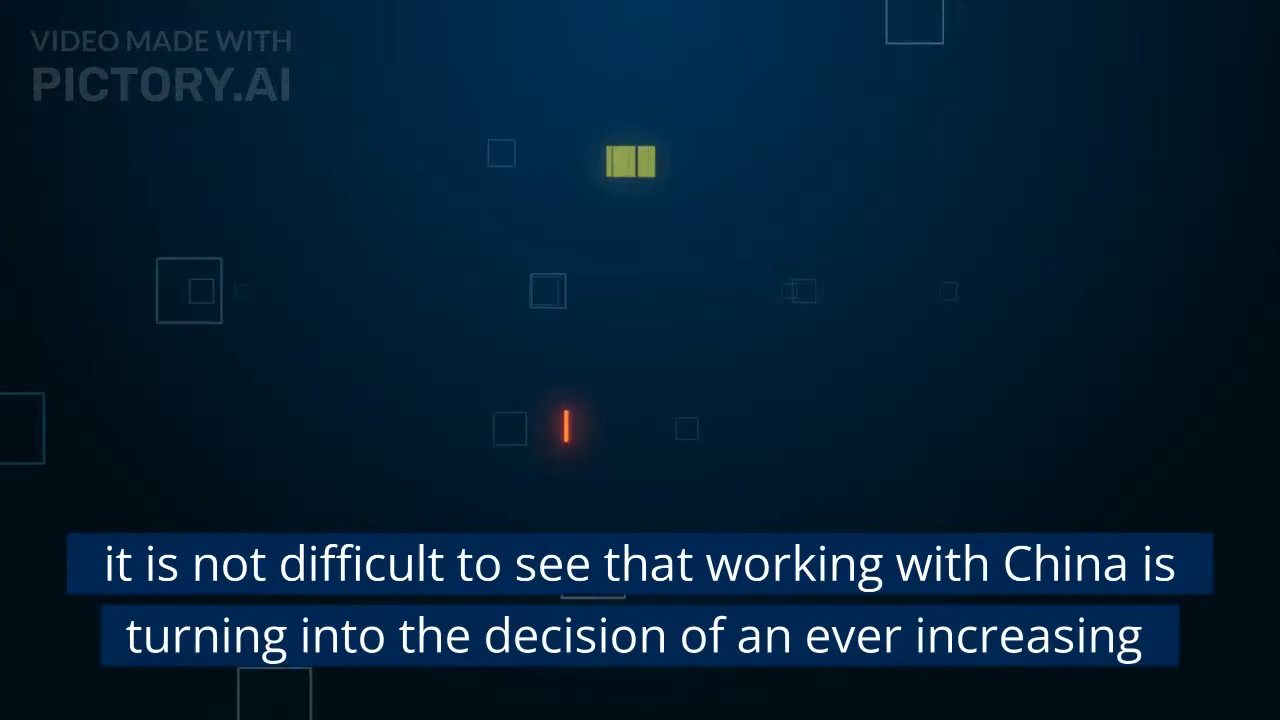 VIDEO MADE WITH
PICTORY.AI
it is not difficult to see that working with China is
turning into the decision of an ever increasing